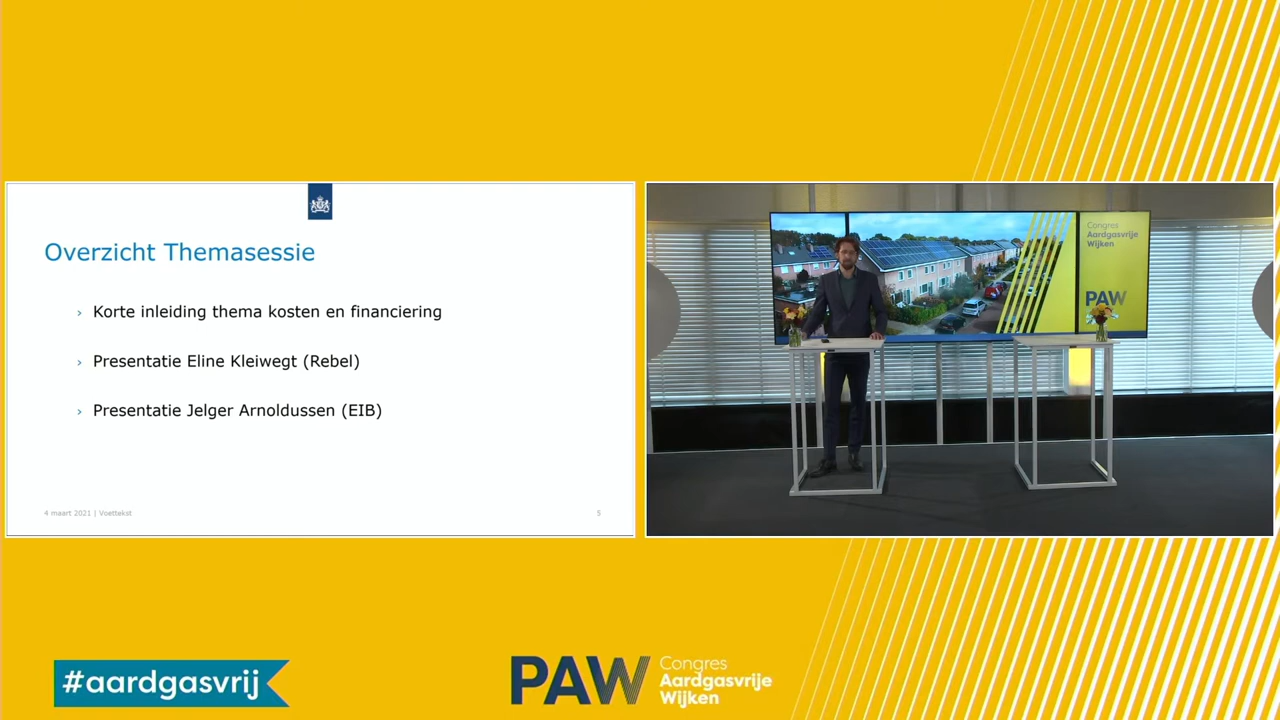 Overzicht Themasessie
› Korte inleiding thema kosten en financiering
› Presentatie Eline Kleiwegt (Rebel)
› Presentatie Jelger Arnoldussen (EIB)
4 maart 2021 | Voettekst
5
Congres
Aardgasvrije
Wijken
PAW
#aardgasvrij
PAW
Congres
Aardgasvrije
Wijken